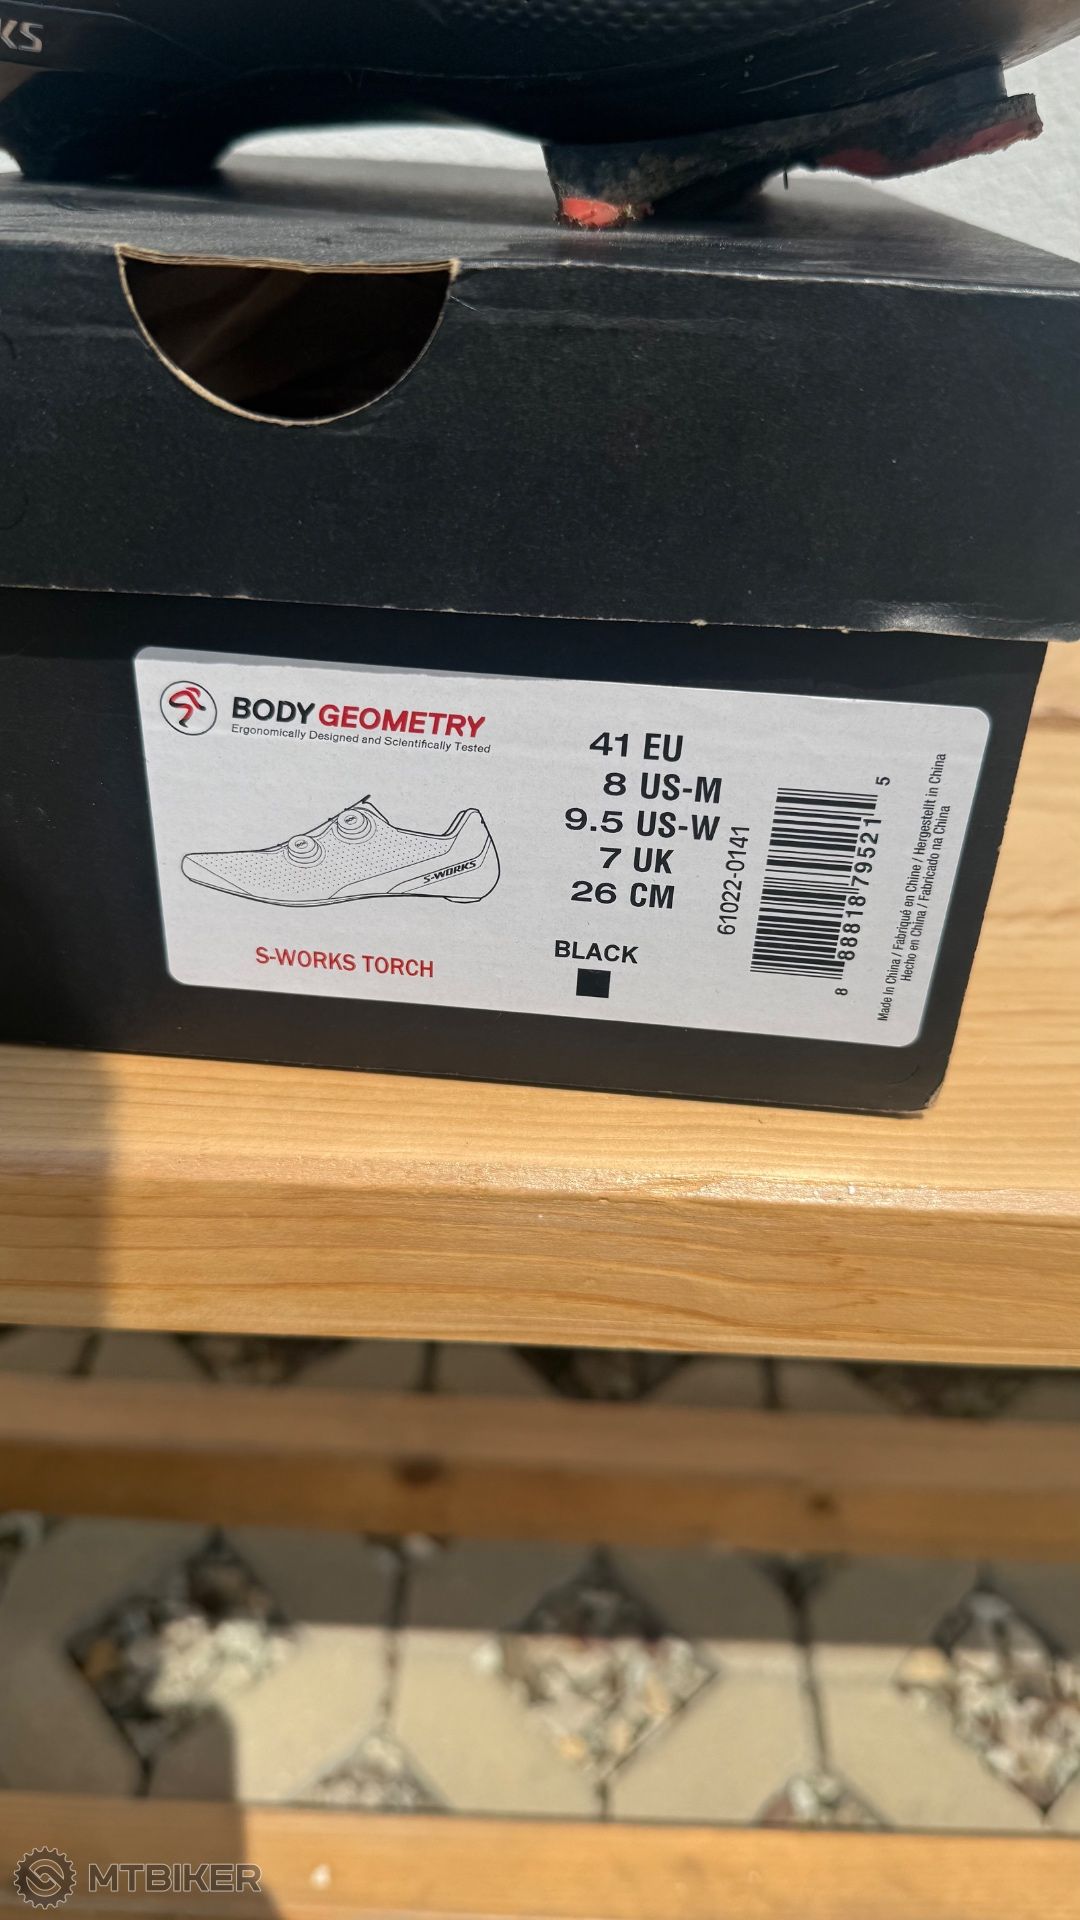 KS
BODY GEOMETRY
Ergonomically Designed and Scientifically Tested
S-WORKS
S-WORKS TORCH
41 EU
8 US-M
9.5 US-W
7 UK
26 CM
BLACK
61022-0141
8 88818 79521 5
Made in China / Fabriqué en Chine / Hergestellt in China
Hecho en China / Fabricado na China
MTBIKER